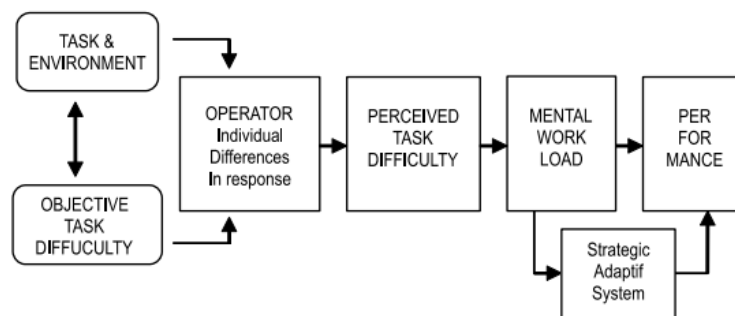 TASK &
ENVIRONMENT
OBJECTIVE
TASK
DIFFUCULTY
OPERATOR
Individual
Differences
In response
PERCEIVED
TASK
DIFFICULTY
MENTAL
WORK
LOAD
PER
FOR
MANCE
Strategic
Adaptif
System